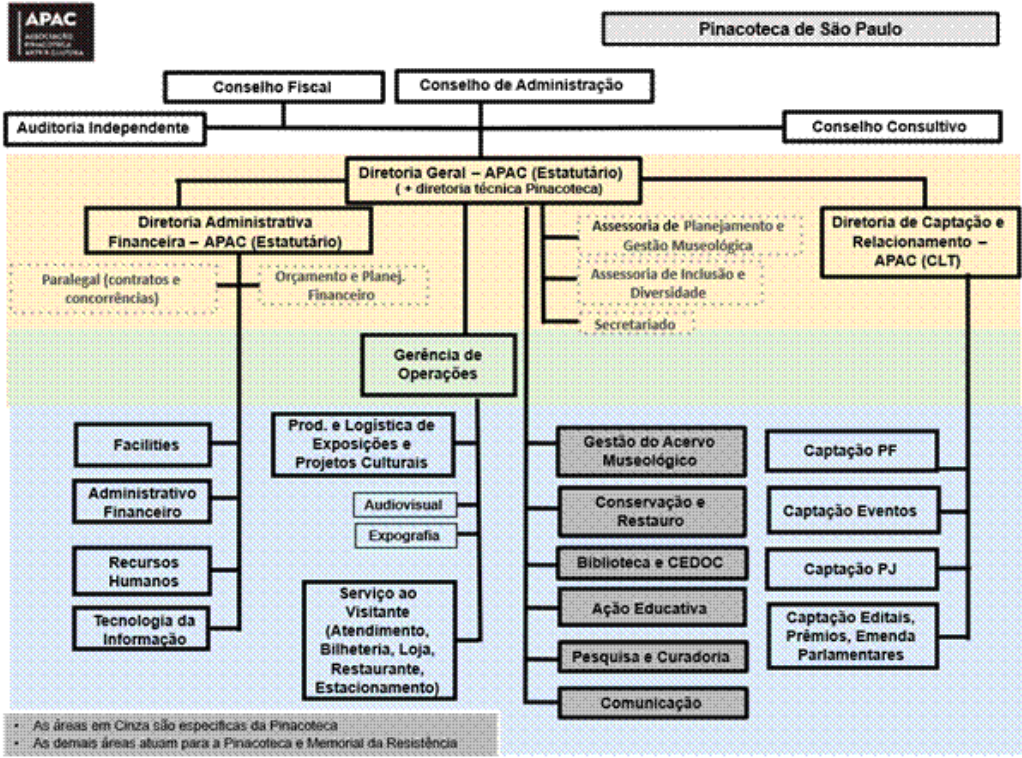 APAC
ASSOCIAÇÃO
PINACOTECA
ARTE E CULTURA
Pinacoteca de São Paulo
Conselho Fiscal
Conselho de Administração
Auditoria Independente
Conselho Consultivo
Diretoria Geral – APAC (Estatutário)
( + diretoria técnica Pinacoteca)
Diretoria Administrativa
Financeira – APAC (Estatutário)
Assessoria de Planejamento e
Gestão Museológica
Diretoria de Captação e
Relacionamento –
APAC (CLT)
Paralegal (contratos e
concorrências)
Orçamento e Planej.
Financeiro
Assessoria de Inclusão e
Diversidade
Secretariado
Gerência de
Operações
Facilities
Administrativo
Financeiro
Recursos
Humanos
Tecnologia da
Informação
Prod. e Logística de
Exposições e
Projetos Culturais
Audiovisual
Expografia
Serviço ao
Visitante
(Atendimento,
Bilheteria, Loja,
Restaurante,
Estacionamento)
Gestão do Acervo
Museológico
Conservação e
Restauro
Biblioteca e CEDOC
Ação Educativa
Pesquisa e Curadoria
Comunicação
Captação PF
Captação Eventos
Captação PJ
Captação Editais,
Prêmios, Emenda
Parlamentares
• As áreas em Cinza são especificas da Pinacoteca
• As demais áreas atuam para a Pinacoteca e Memorial da Resistência